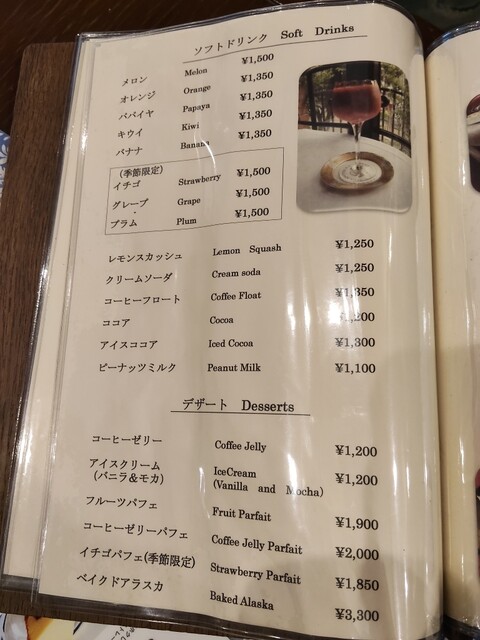 ソフトドリンク Soft Drinks
メロン Melon ¥1,500
オレンジ Orange ¥1,350
パパイヤ Papaya ¥1,350
キウイ Kiwi ¥1,350
バナナ Banana ¥1,350
(季節限定)
イチゴ Strawberry ¥1,500
グレープ Grape ¥1,500
・
プラム Plum ¥1,500
レモンスカッシュ Lemon Squash ¥1,250
クリームソーダ Cream soda ¥1,250
コーヒーフロート Coffee Float ¥1,350
ココア Cocoa ,200
アイスココア Iced Cocoa ¥1,300
ピーナッツミルク Peanut Milk ¥1,100
デザート Desserts
コーヒーゼリー Coffee Jelly ¥1,200
アイスクリーム IceCream ¥1,200
(バニラ&モカ) (Vanilla and Mocha)
フルーツパフェ Fruit Parfait ¥1,900
コーヒーゼリーパフェ Coffee Jelly Parfait ¥2,000
イチゴパフェ(季節限定) Strawberry Parfait ¥1,850
ベイクドアラスカ Baked Alaska ¥3,300